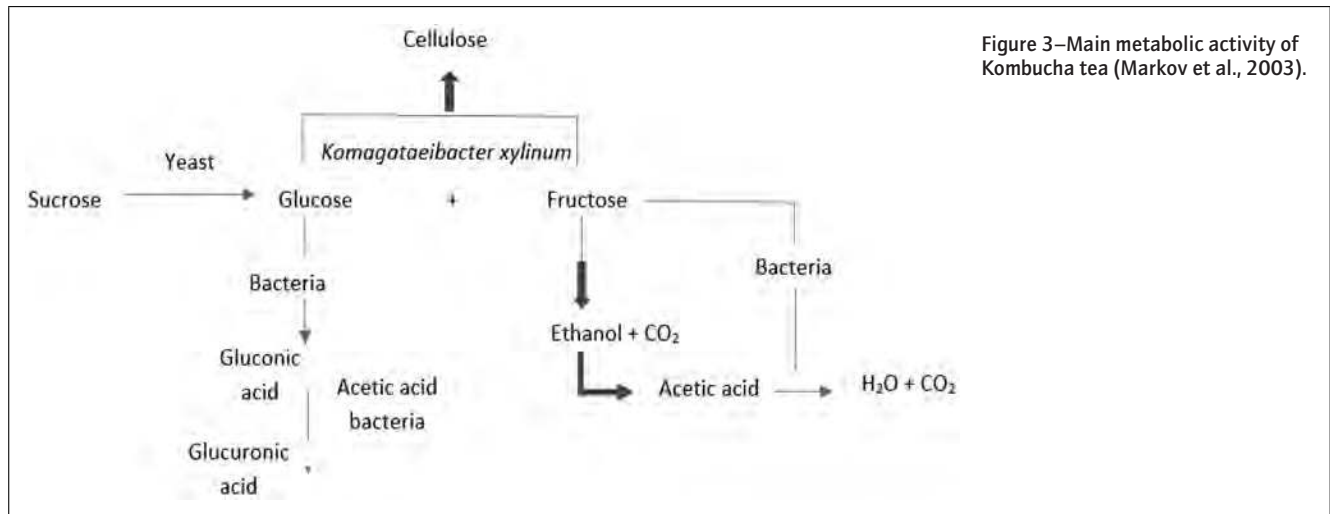 Cellulose
Figure 3–Main metabolic activity of
Kombucha tea (Markov et al., 2003).
Komagataeibacter xylinum
Yeast
Sucrose
Glucose
+
Fructose
Bacteria
Bacteria
Ethanol + CO₂
Gluconic
acid
Acetic acid
bacteria
Acetic acid
H₂O + CO₂
Glucuronic
acid